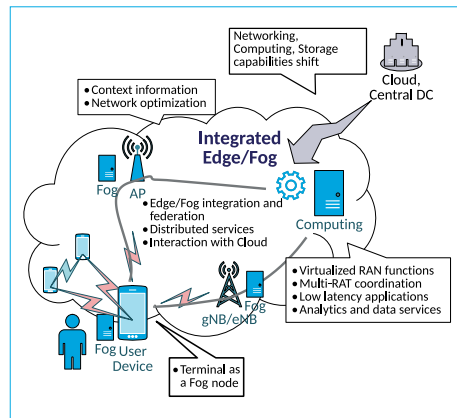 Networking,
Computing, Storage
capabilities shift
Cloud,
Central DC
• Context information
• Network optimization
Integrated
Edge/Fog
Fog
AP
• Edge/Fog integration and
federation
• Distributed services
• Interaction with Cloud
Computing
• Virtualized RAN functions
• Multi-RAT coordination
• Low latency applications
• Analytics and data services
Fog
gNB/eNB
Fog
User
Device
• Terminal as
a Fog node